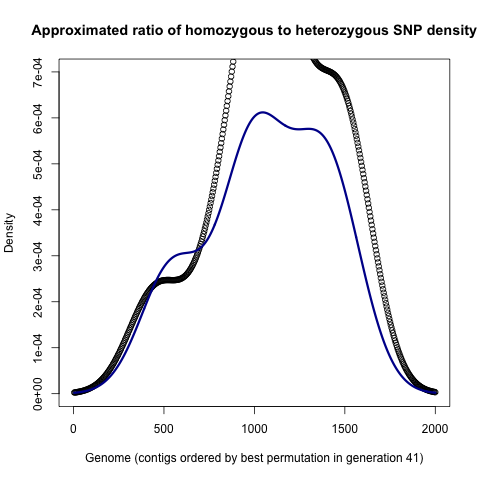 Approximated ratio of homozygous to heterozygous SNP density
7e-04
6e-04
5e-04
4e-04
3e-04
2e-04
1e-04
0e+00
Density
0 500 1000 1500 2000
Genome (contigs ordered by best permutation in generation 41)